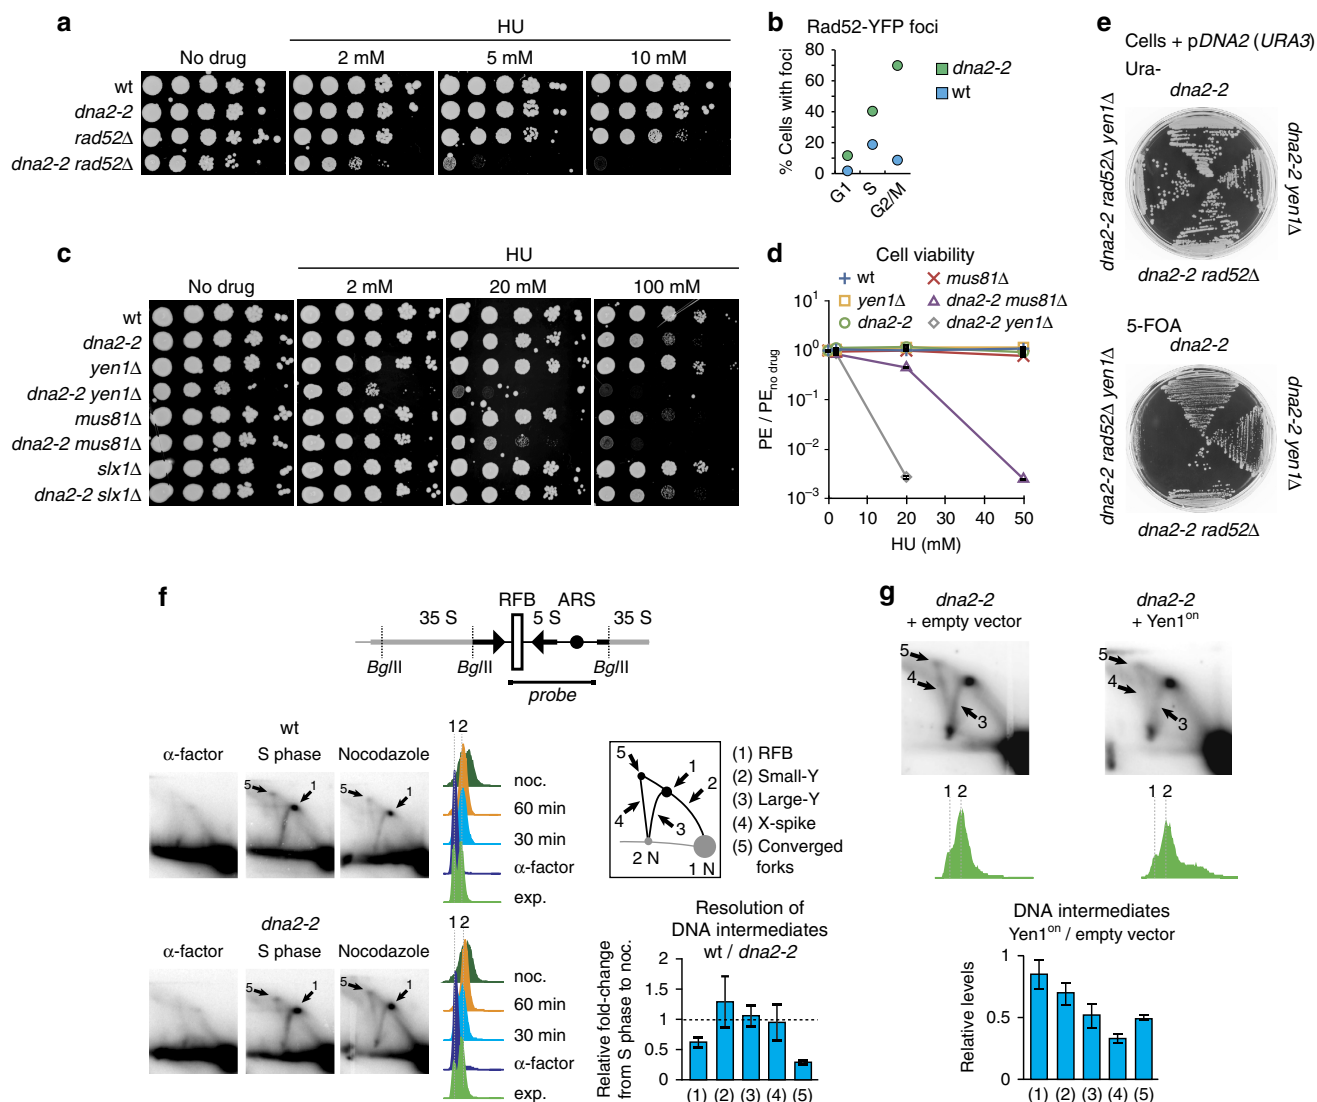 a
HU
No drug
2 mM
5 mM
10 mM
wt
dna2-2
rad52Δ
dna2-2 rad52Δ
b
Rad52-YFP foci
% Cells with foci
80
60
40
20
0
G1
S
G2/M
dna2-2
wt
c
HU
No drug
2 mM
20 mM
100 mM
wt
dna2-2
yen1Δ
dna2-2 yen1Δ
mus81Δ
dna2-2 mus81Δ
slx1Δ
dna2-2 slx1Δ
d
Cell viability
wt
mus81Δ
yen1Δ
dna2-2 mus81Δ
dna2-2
dna2-2 yen1Δ
PE / PE no drug
10¹
10⁰
10⁻¹
10⁻²
10⁻³
0 10 20 30 40 50
HU (mM)
e
Cells + pDNA2 (URA3)
Ura-
dna2-2
dna2-2 rad52Δ yen1Δ
dna2-2 yen1Δ
dna2-2 rad52Δ
5-FOA
dna2-2
dna2-2 rad52Δ yen1Δ
dna2-2 yen1Δ
dna2-2 rad52Δ
f
RFB
ARS
35 S
5 S
35 S
BglII
BglII
BglII
probe
wt
α-factor
S phase
Nocodazole
5
1
5
1
1 2
noc.
60 min
30 min
α-factor
exp.
5
1
2
4
3
2 N
1 N
(1) RFB
(2) Small-Y
(3) Large-Y
(4) X-spike
(5) Converged
forks
dna2-2
α-factor
S phase
Nocodazole
5
1
5
1
1 2
noc.
60 min
30 min
α-factor
exp.
Resolution of
DNA intermediates
wt / dna2-2
Relative fold-change
from S phase to noc.
2
1.5
1
0.5
0
(1) (2) (3) (4) (5)
g
dna2-2
+ empty vector
dna2-2
+ Yen1ᵒⁿ
5
4
3
5
4
3
1 2
1 2
DNA intermediates
Yen1ᵒⁿ / empty vector
Relative levels
1
0.5
0
(1) (2) (3) (4) (5)